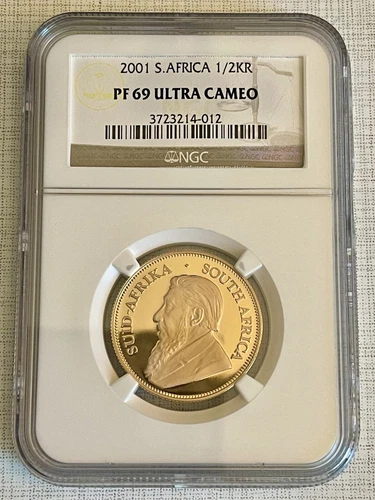 2001 S.AFRICA 1/2KR
PF 69 ULTRA CAMEO
3723214-012
NGC
SUID-AFRIKA · SOUTH AFRICA